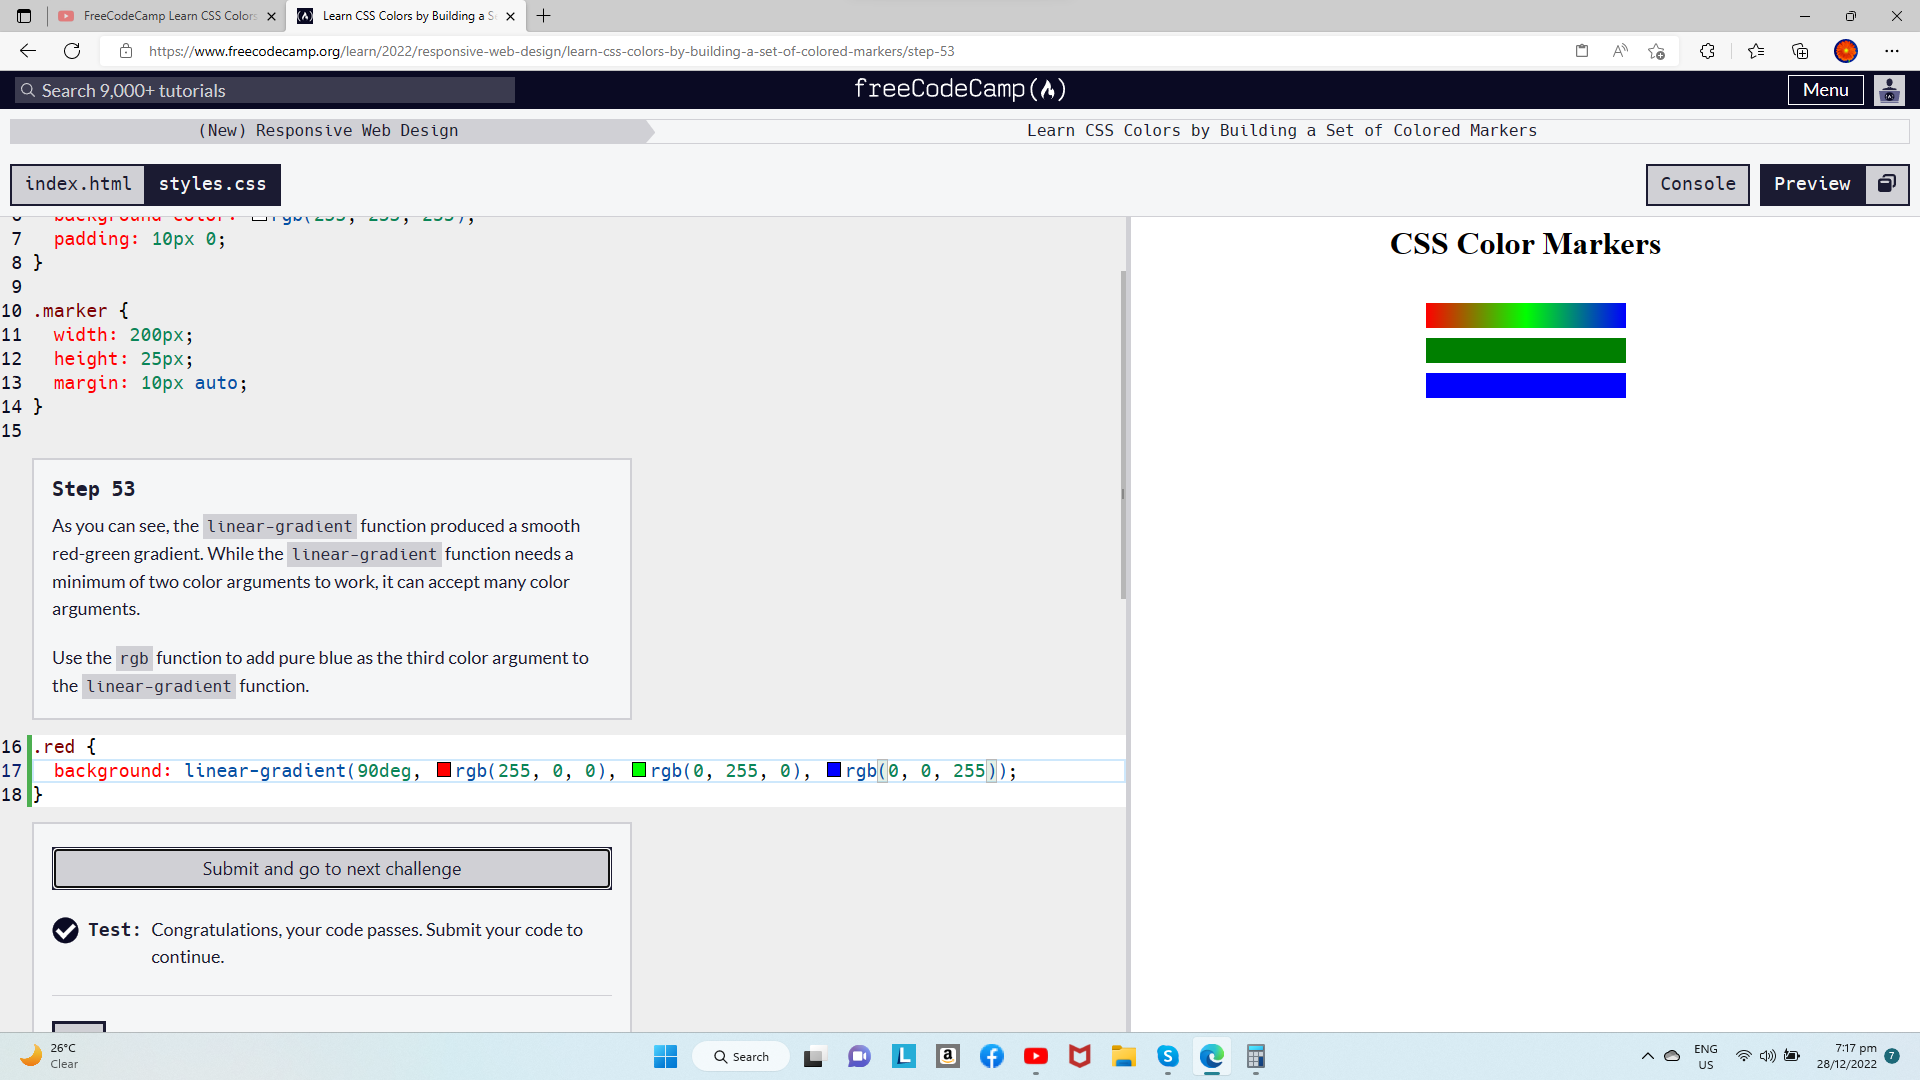 FreeCodeCamp Learn CSS Colors
Learn CSS Colors by Building a Se
https://www.freecodecamp.org/learn/2022/responsive-web-design/learn-css-colors-by-building-a-set-of-colored-markers/step-53
Search 9,000+ tutorials
freeCodeCamp
Menu
(New) Responsive Web Design
Learn CSS Colors by Building a Set of Colored Markers
index.html
styles.css
Console
Preview
6 background-color: rgb(255, 255, 255);
7 padding: 10px 0;
8 }
9
10 .marker {
11 width: 200px;
12 height: 25px;
13 margin: 10px auto;
14 }
15
Step 53
As you can see, the linear-gradient function produced a smooth
red-green gradient. While the linear-gradient function needs a
minimum of two color arguments to work, it can accept many color
arguments.
Use the rgb function to add pure blue as the third color argument to
the linear-gradient function.
16 .red {
17 background: linear-gradient(90deg, rgb(255, 0, 0), rgb(0, 255, 0), rgb(0, 0, 255));
18 }
Submit and go to next challenge
Test: Congratulations, your code passes. Submit your code to
continue.
CSS Color Markers
26°C
Clear
Search
ENG
US
7:17 pm
28/12/2022
7